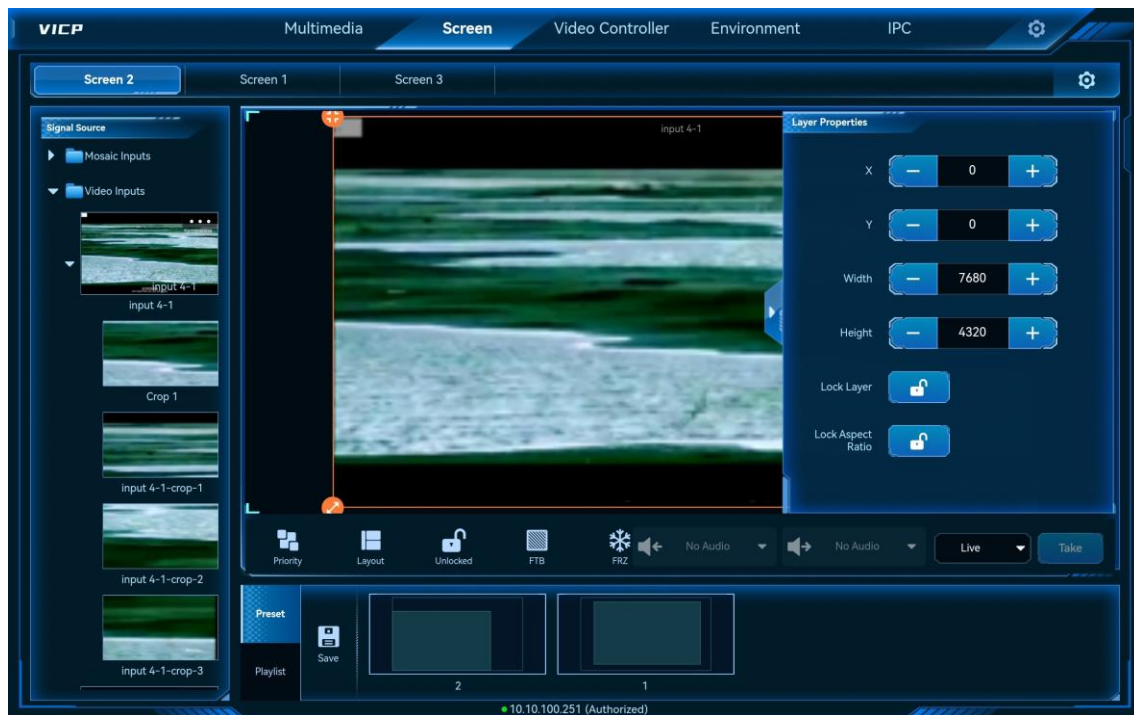 VICP
Multimedia
Screen
Video Controller
Environment
IPC
Screen 2
Screen 1
Screen 3
Signal Source
Mosaic Inputs
Video Inputs
input 4-1
input 4-1
Crop 1
input 4-1-crop-1
input 4-1-crop-2
input 4-1-crop-3
input 4-1
Layer Properties
X
0
Y
0
Width
7680
Height
4320
Lock Layer
Lock Aspect
Ratio
Priority
Layout
Unlocked
FTB
FRZ
No Audio
No Audio
Live
Take
Preset
Playlist
Save
2
1
10.10.100.251 (Authorized)